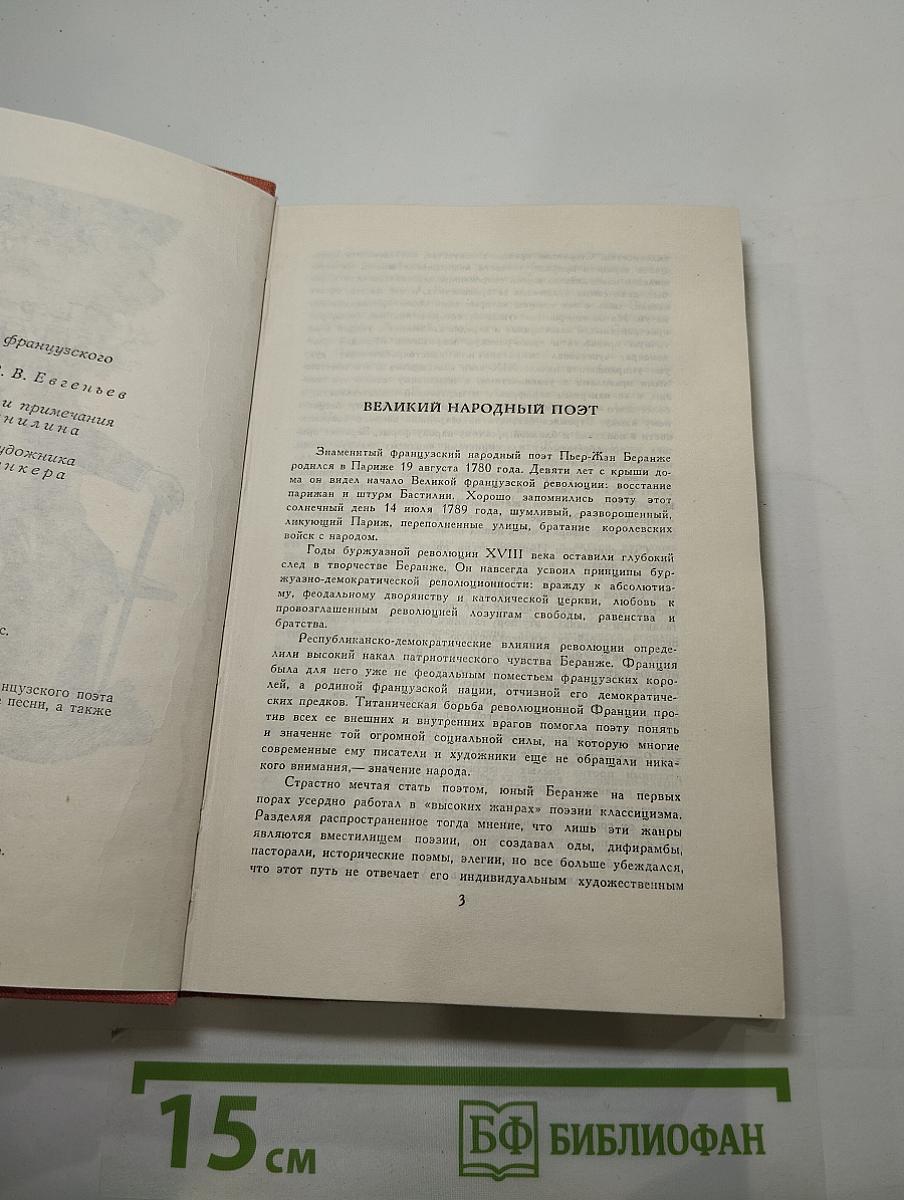 французского
В. Евгеньев
и примечания
нилина
удожника
нкера
с.
нцузского поэта
е песни, а также
ВЕЛИКИЙ НАРОДНЫЙ ПОЭТ
Знаменитый французский народный поэт Пьер-Жан Беранже
родился в Париже 19 августа 1780 года. Девяти лет с крыши до-
ма он видел начало Великой французской революции: восстание
парижан и штурм Бастилии. Хорошо запомнились поэту этот
солнечный день 14 июля 1789 года, шумливый, развороченный,
ликующий Париж, переполненные улицы, братание королевских
войск с народом.
Годы буржуазной революции XVIII века оставили глубокий
след в творчестве Беранже. Он навсегда усвоил принципы бур-
жуазно-демократической революционности: вражду к абсолютиз-
му, феодальному дворянству и католической церкви, любовь к
провозглашенным революцией лозунгам свободы, равенства и
братства.
Республиканско-демократические влияния революции опреде-
лили высокий накал патриотического чувства Беранже. Франция
была для него уже не феодальным поместьем французских коро-
лей, а родиной французской нации, отчизной его демократиче-
ских предков. Титаническая борьба революционной Франции про-
тив всех ее внешних и внутренних врагов помогла поэту понять
и значение той огромной социальной силы, на которую многие
современные ему писатели и художники еще не обращали ника-
кого внимания,— значение народа.
Страстно мечтая стать поэтом, юный Беранже на первых
порах усердно работал в «высоких жанрах» поэзии классицизма.
Разделяя распространенное тогда мнение, что лишь эти жанры
являются вместилищем поэзии, он создавал оды, дифирамбы,
пасторали, исторические поэмы, элегии, но все больше убеждался,
что этот путь не отвечает его индивидуальным художественным
3
15 см
БФ БИБЛИОФАН